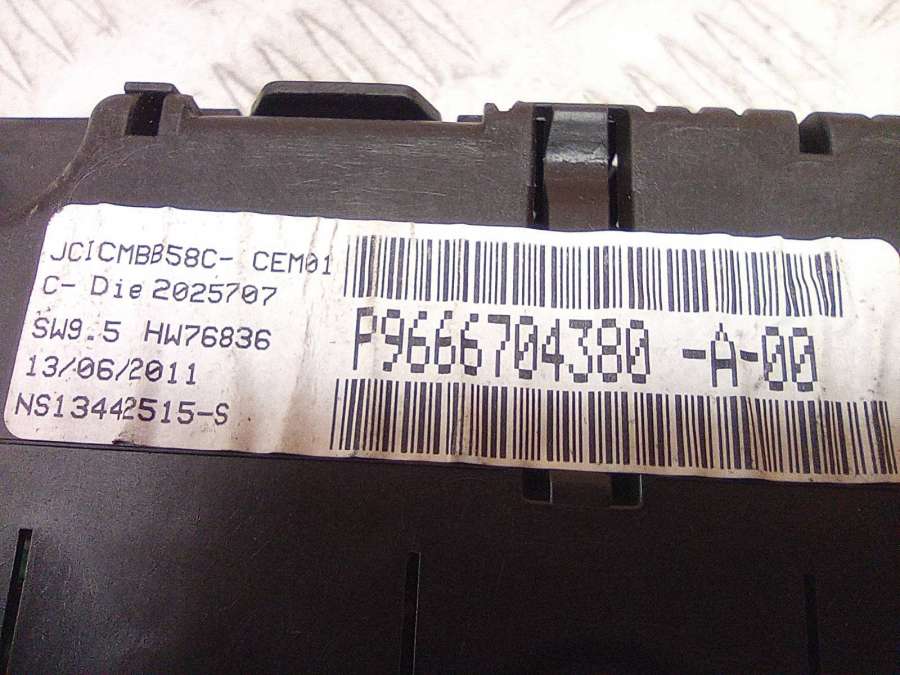 JCICMBB58C- CEM01
C- Die 2025707
SW9.5 HW76836
13/06/2011
NS13442515-S
P9666704380 -A-00